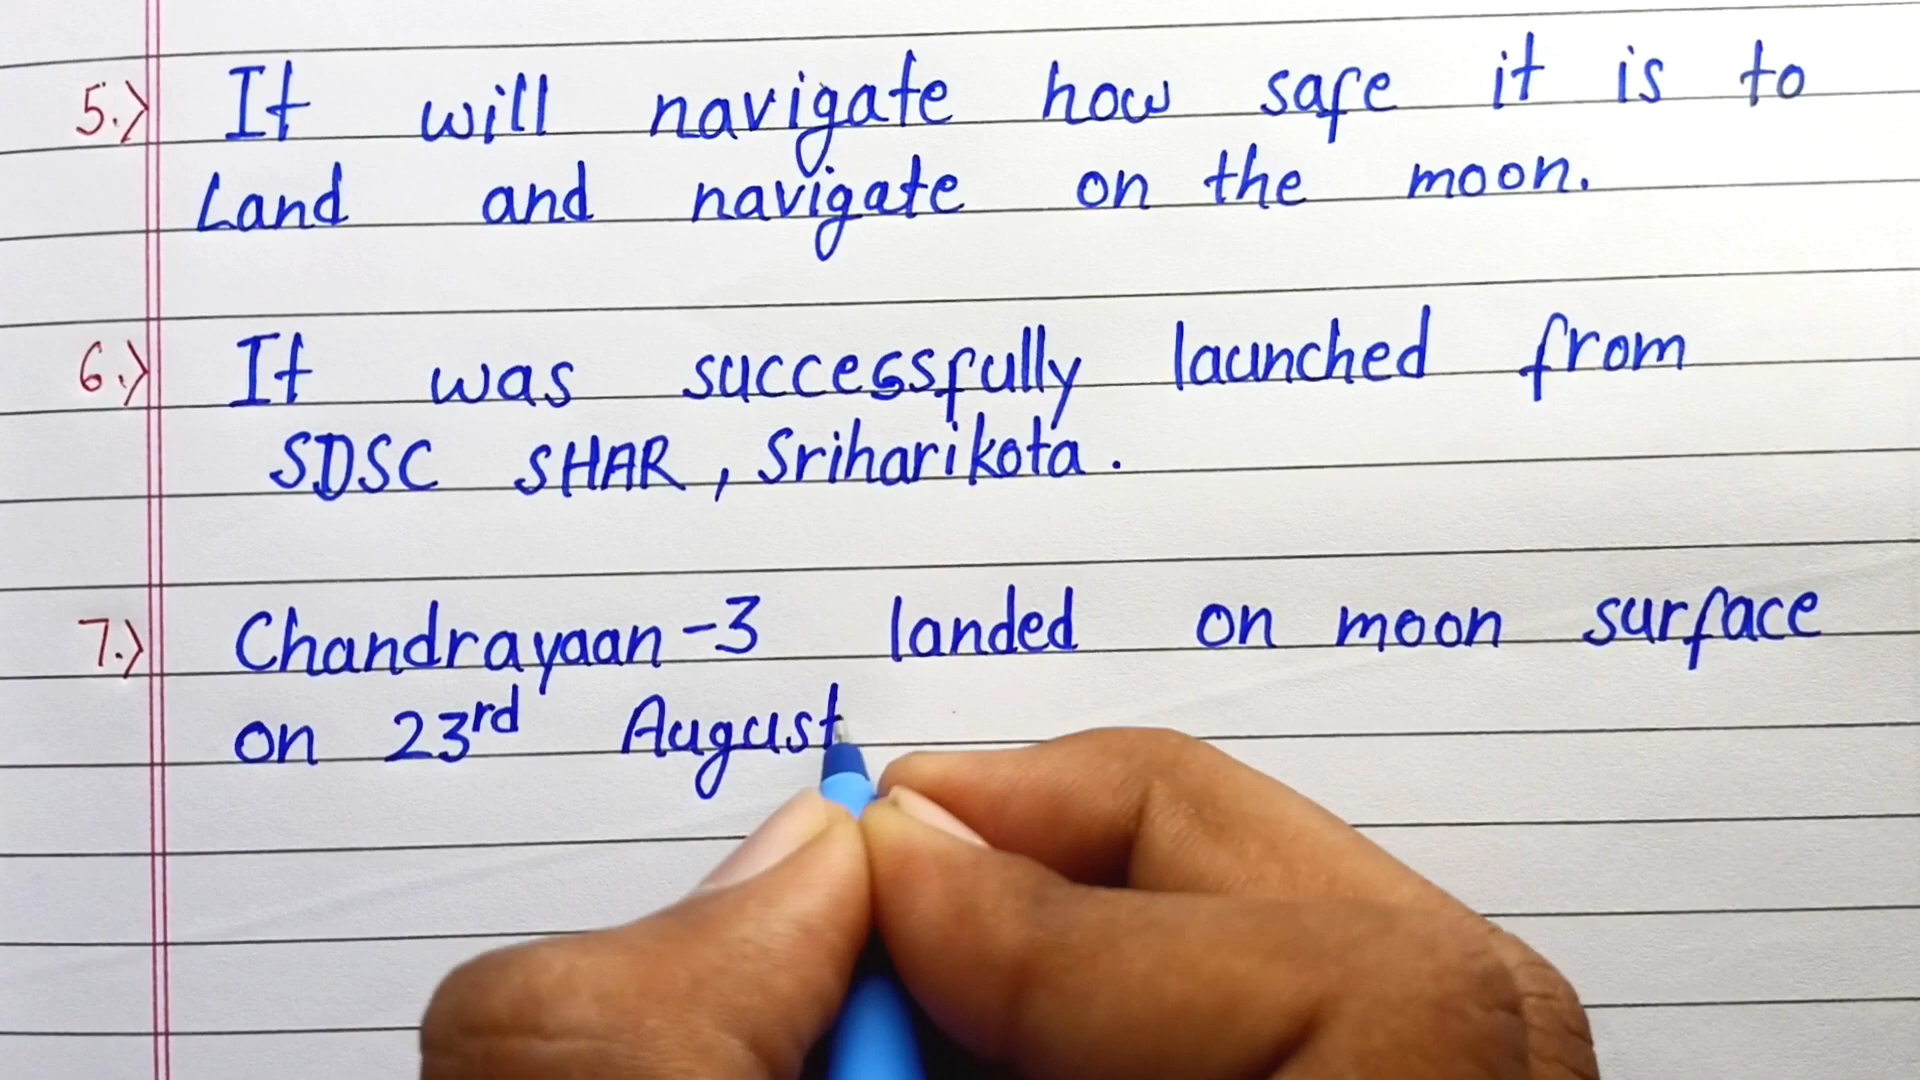 5.) It will navigate how safe it is to
Land and navigate on the moon.
6.) It was successfully launched from
SDSC SHAR, Sriharikota.
7.) Chandrayaan-3 landed on moon surface
on 23rd August